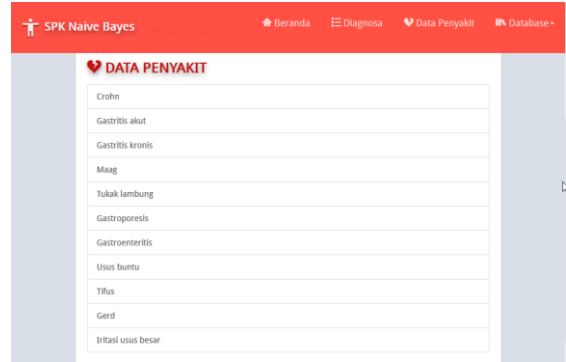 SPK Naive Bayes Beranda Diagnosa Data Penyakit Database
DATA PENYAKIT
Crohn
Gastritis akut
Gastritis kronis
Maag
Tukak lambung
Gastroporesis
Gastroenteritis
Usus buntu
Tifus
Gerd
Iritasi usus besar